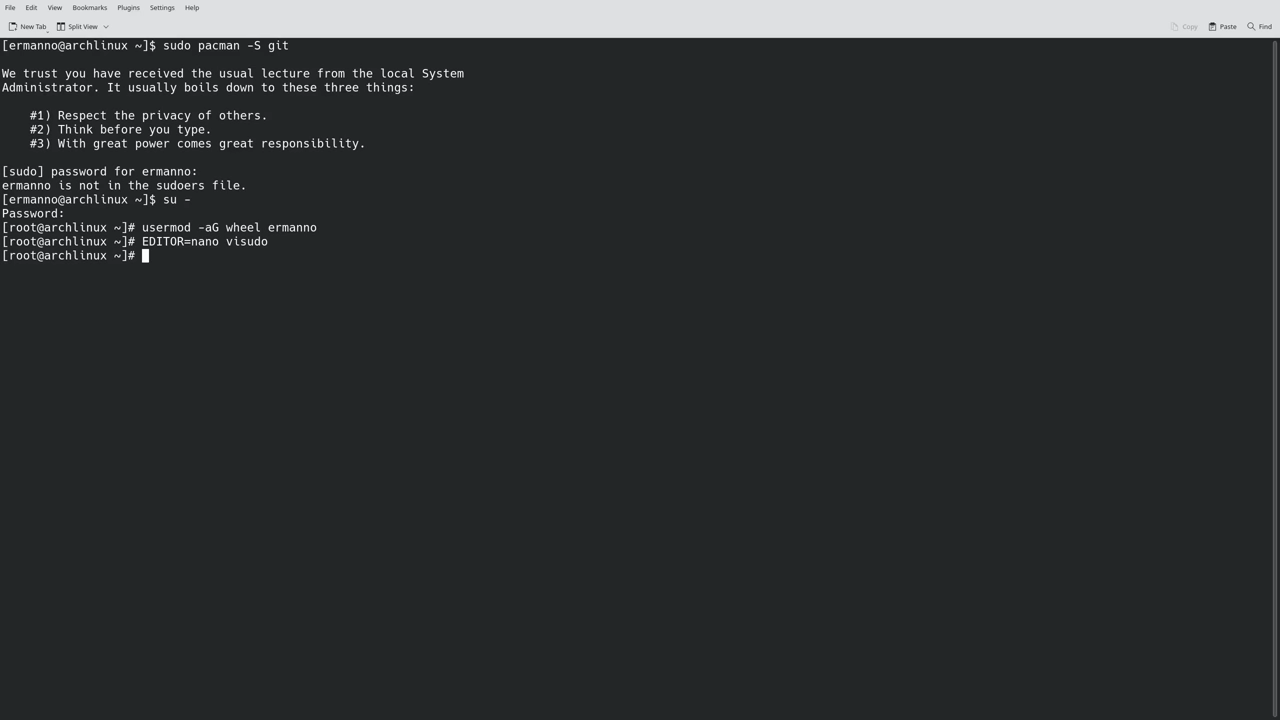 File Edit View Bookmarks Plugins Settings Help
New Tab Split View Copy Paste Find
[ermanno@archlinux ~]$ sudo pacman -S git
We trust you have received the usual lecture from the local System
Administrator. It usually boils down to these three things:
#1) Respect the privacy of others.
#2) Think before you type.
#3) With great power comes great responsibility.
[sudo] password for ermanno:
ermanno is not in the sudoers file.
[ermanno@archlinux ~]$ su -
Password:
[root@archlinux ~]# usermod -aG wheel ermanno
[root@archlinux ~]# EDITOR=nano visudo
[root@archlinux ~]#